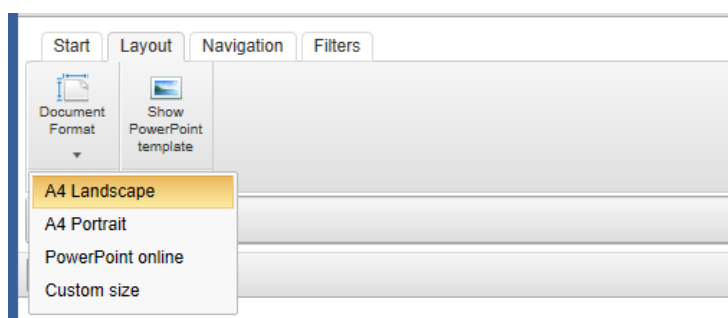 Start Layout Navigation Filters
Document Format
Show PowerPoint template
A4 Landscape
A4 Portrait
PowerPoint online
Custom size